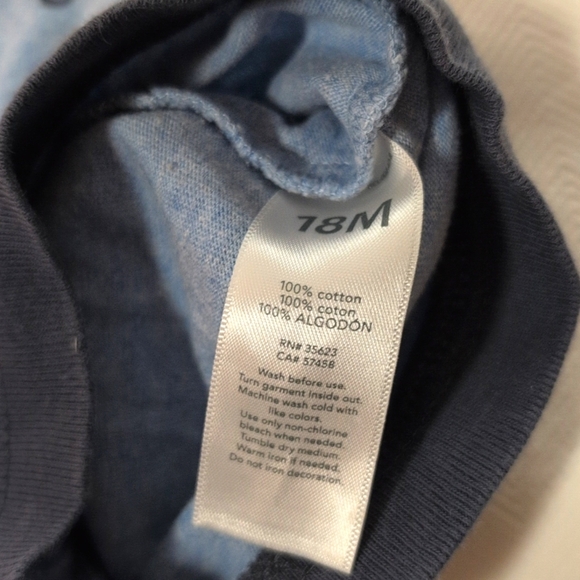 18M
100% cotton
100% coton
100% ALGODÓN
RN# 35623
CA# 57458
Wash before use.
Turn garment inside out.
Machine wash cold with
like colors.
Use only non-chlorine
bleach when needed.
Tumble dry medium.
Warm iron if needed.
Do not iron decoration.